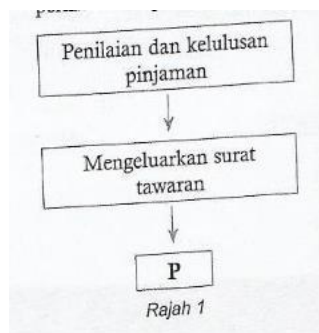 Penilaian dan kelulusan
pinjaman
Mengeluarkan surat
tawaran
P
Rajah 1